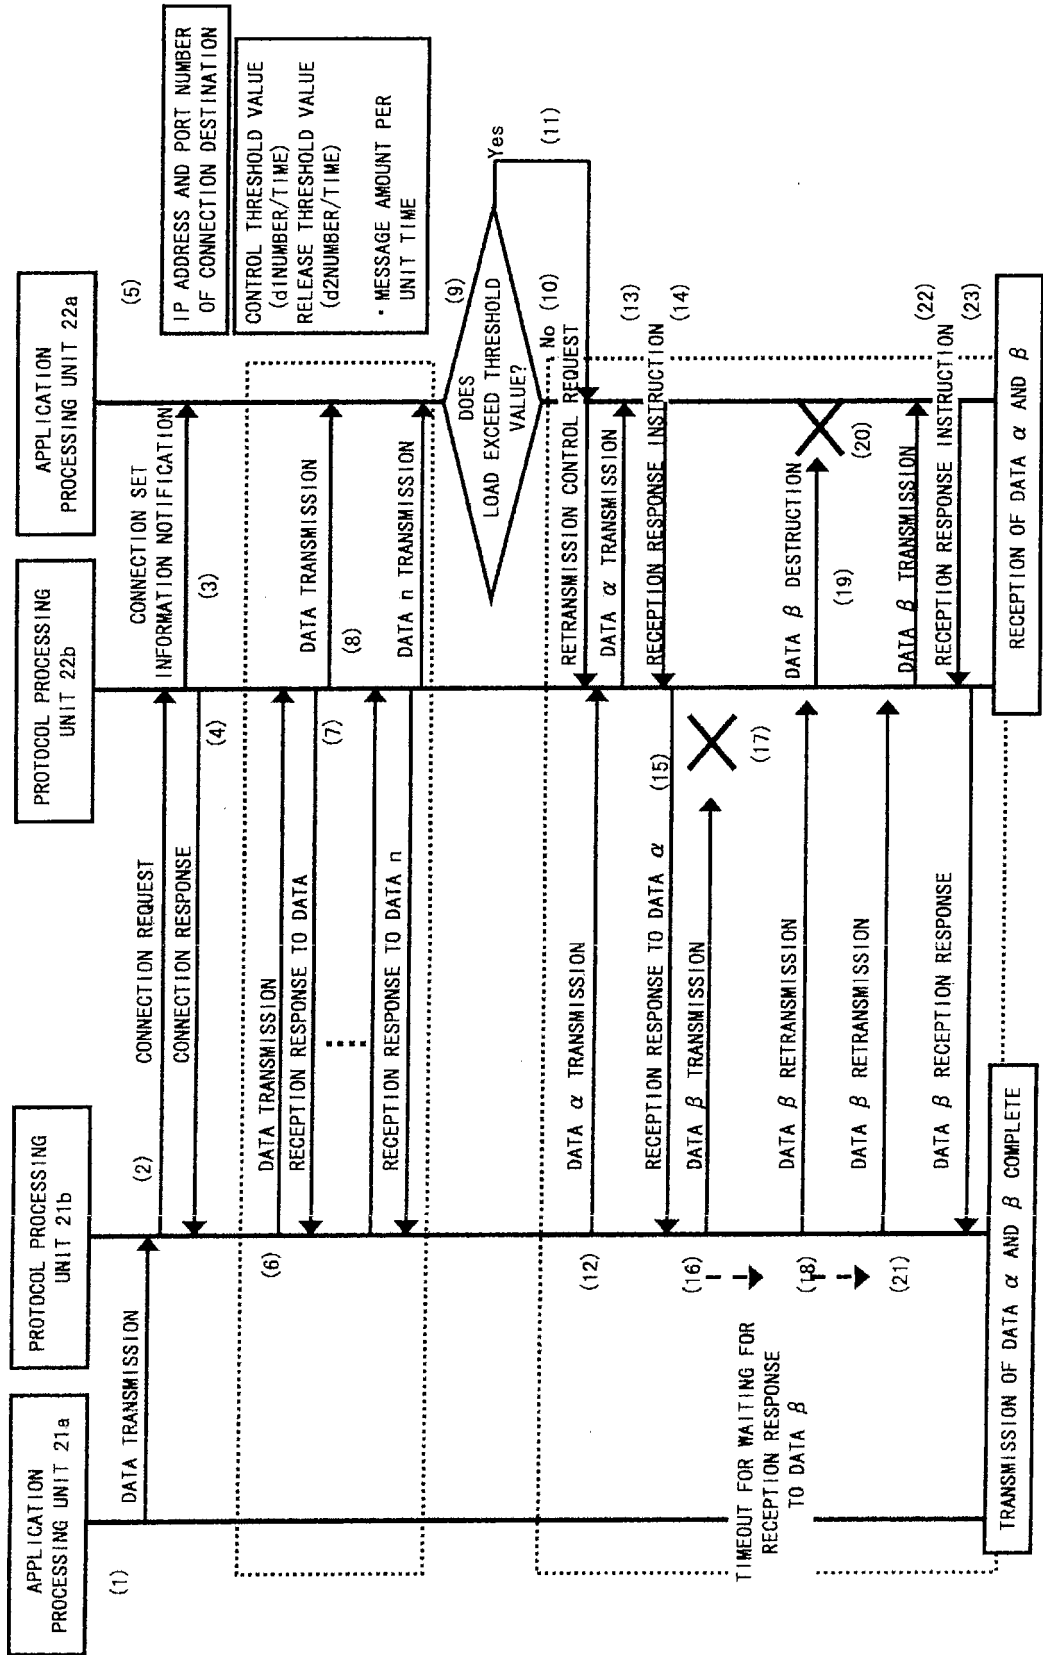 APPLICATION
PROCESSING UNIT 21a
PROTOCOL PROCESSING
UNIT 21b
PROTOCOL PROCESSING
UNIT 22b
APPLICATION
PROCESSING UNIT 22a
(1)
DATA TRANSMISSION
(2)
CONNECTION REQUEST
CONNECTION RESPONSE
(4)
CONNECTION SET
INFORMATION NOTIFICATION
(3)
(5)
IP ADDRESS AND PORT NUMBER
OF CONNECTION DESTINATION
CONTROL THRESHOLD VALUE
(d1NUMBER/TIME)
RELEASE THRESHOLD VALUE
(d2NUMBER/TIME)
・MESSAGE AMOUNT PER
UNIT TIME
(6)
DATA TRANSMISSION
RECEPTION RESPONSE TO DATA
(7)
DATA TRANSMISSION
(8)
RECEPTION RESPONSE TO DATA n
DATA n TRANSMISSION
(9)
DOES
LOAD EXCEED THRESHOLD
VALUE?
Yes
(11)
No
(10)
RETRANSMISSION CONTROL REQUEST
(12)
DATA α TRANSMISSION
DATA α TRANSMISSION
(13)
RECEPTION RESPONSE INSTRUCTION
(14)
RECEPTION RESPONSE TO DATA α
(15)
(16)
DATA β TRANSMISSION
(17)
TIMEOUT FOR WAITING FOR
RECEPTION RESPONSE
TO DATA β
(18)
DATA β RETRANSMISSION
DATA β DESTRUCTION
(19)
(20)
(21)
DATA β RETRANSMISSION
DATA β TRANSMISSION
(22)
RECEPTION RESPONSE INSTRUCTION
(23)
DATA β RECEPTION RESPONSE
TRANSMISSION OF DATA α AND β COMPLETE
RECEPTION OF DATA α AND β